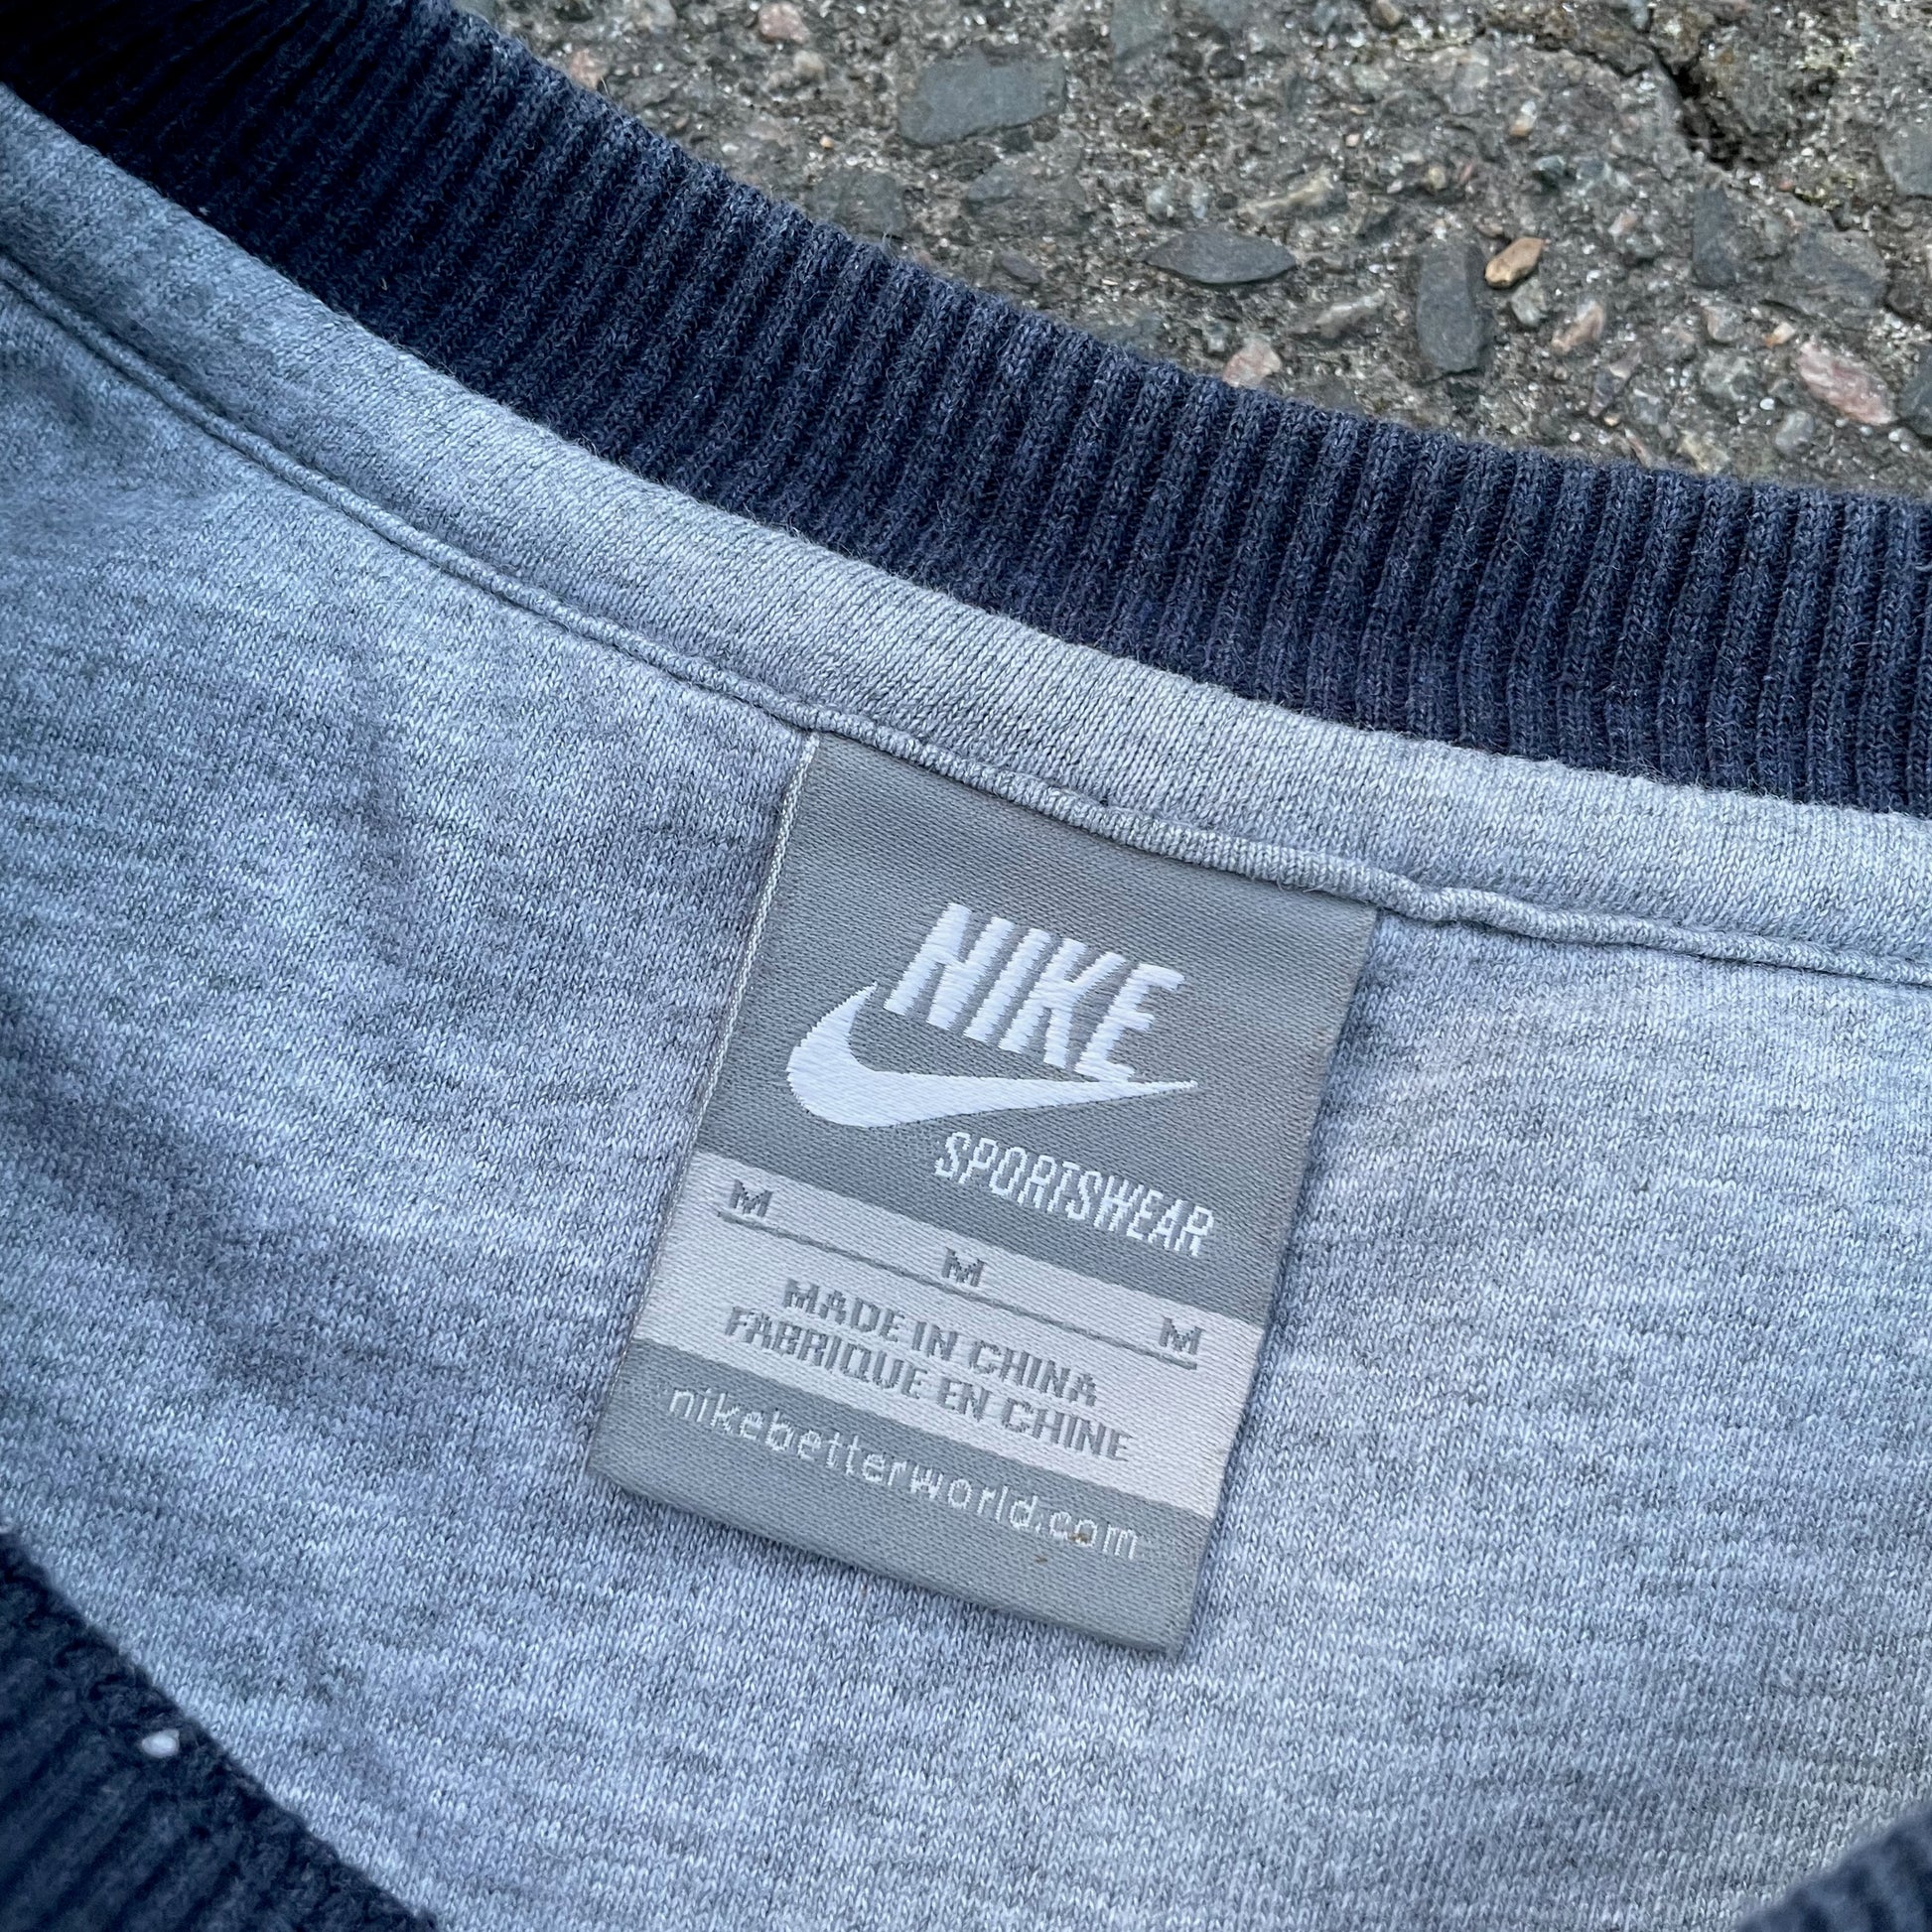 NIKE
SPORTSWEAR
M M M
MADE IN CHINA
FABRIQUE EN CHINE
nikebetterworld.com